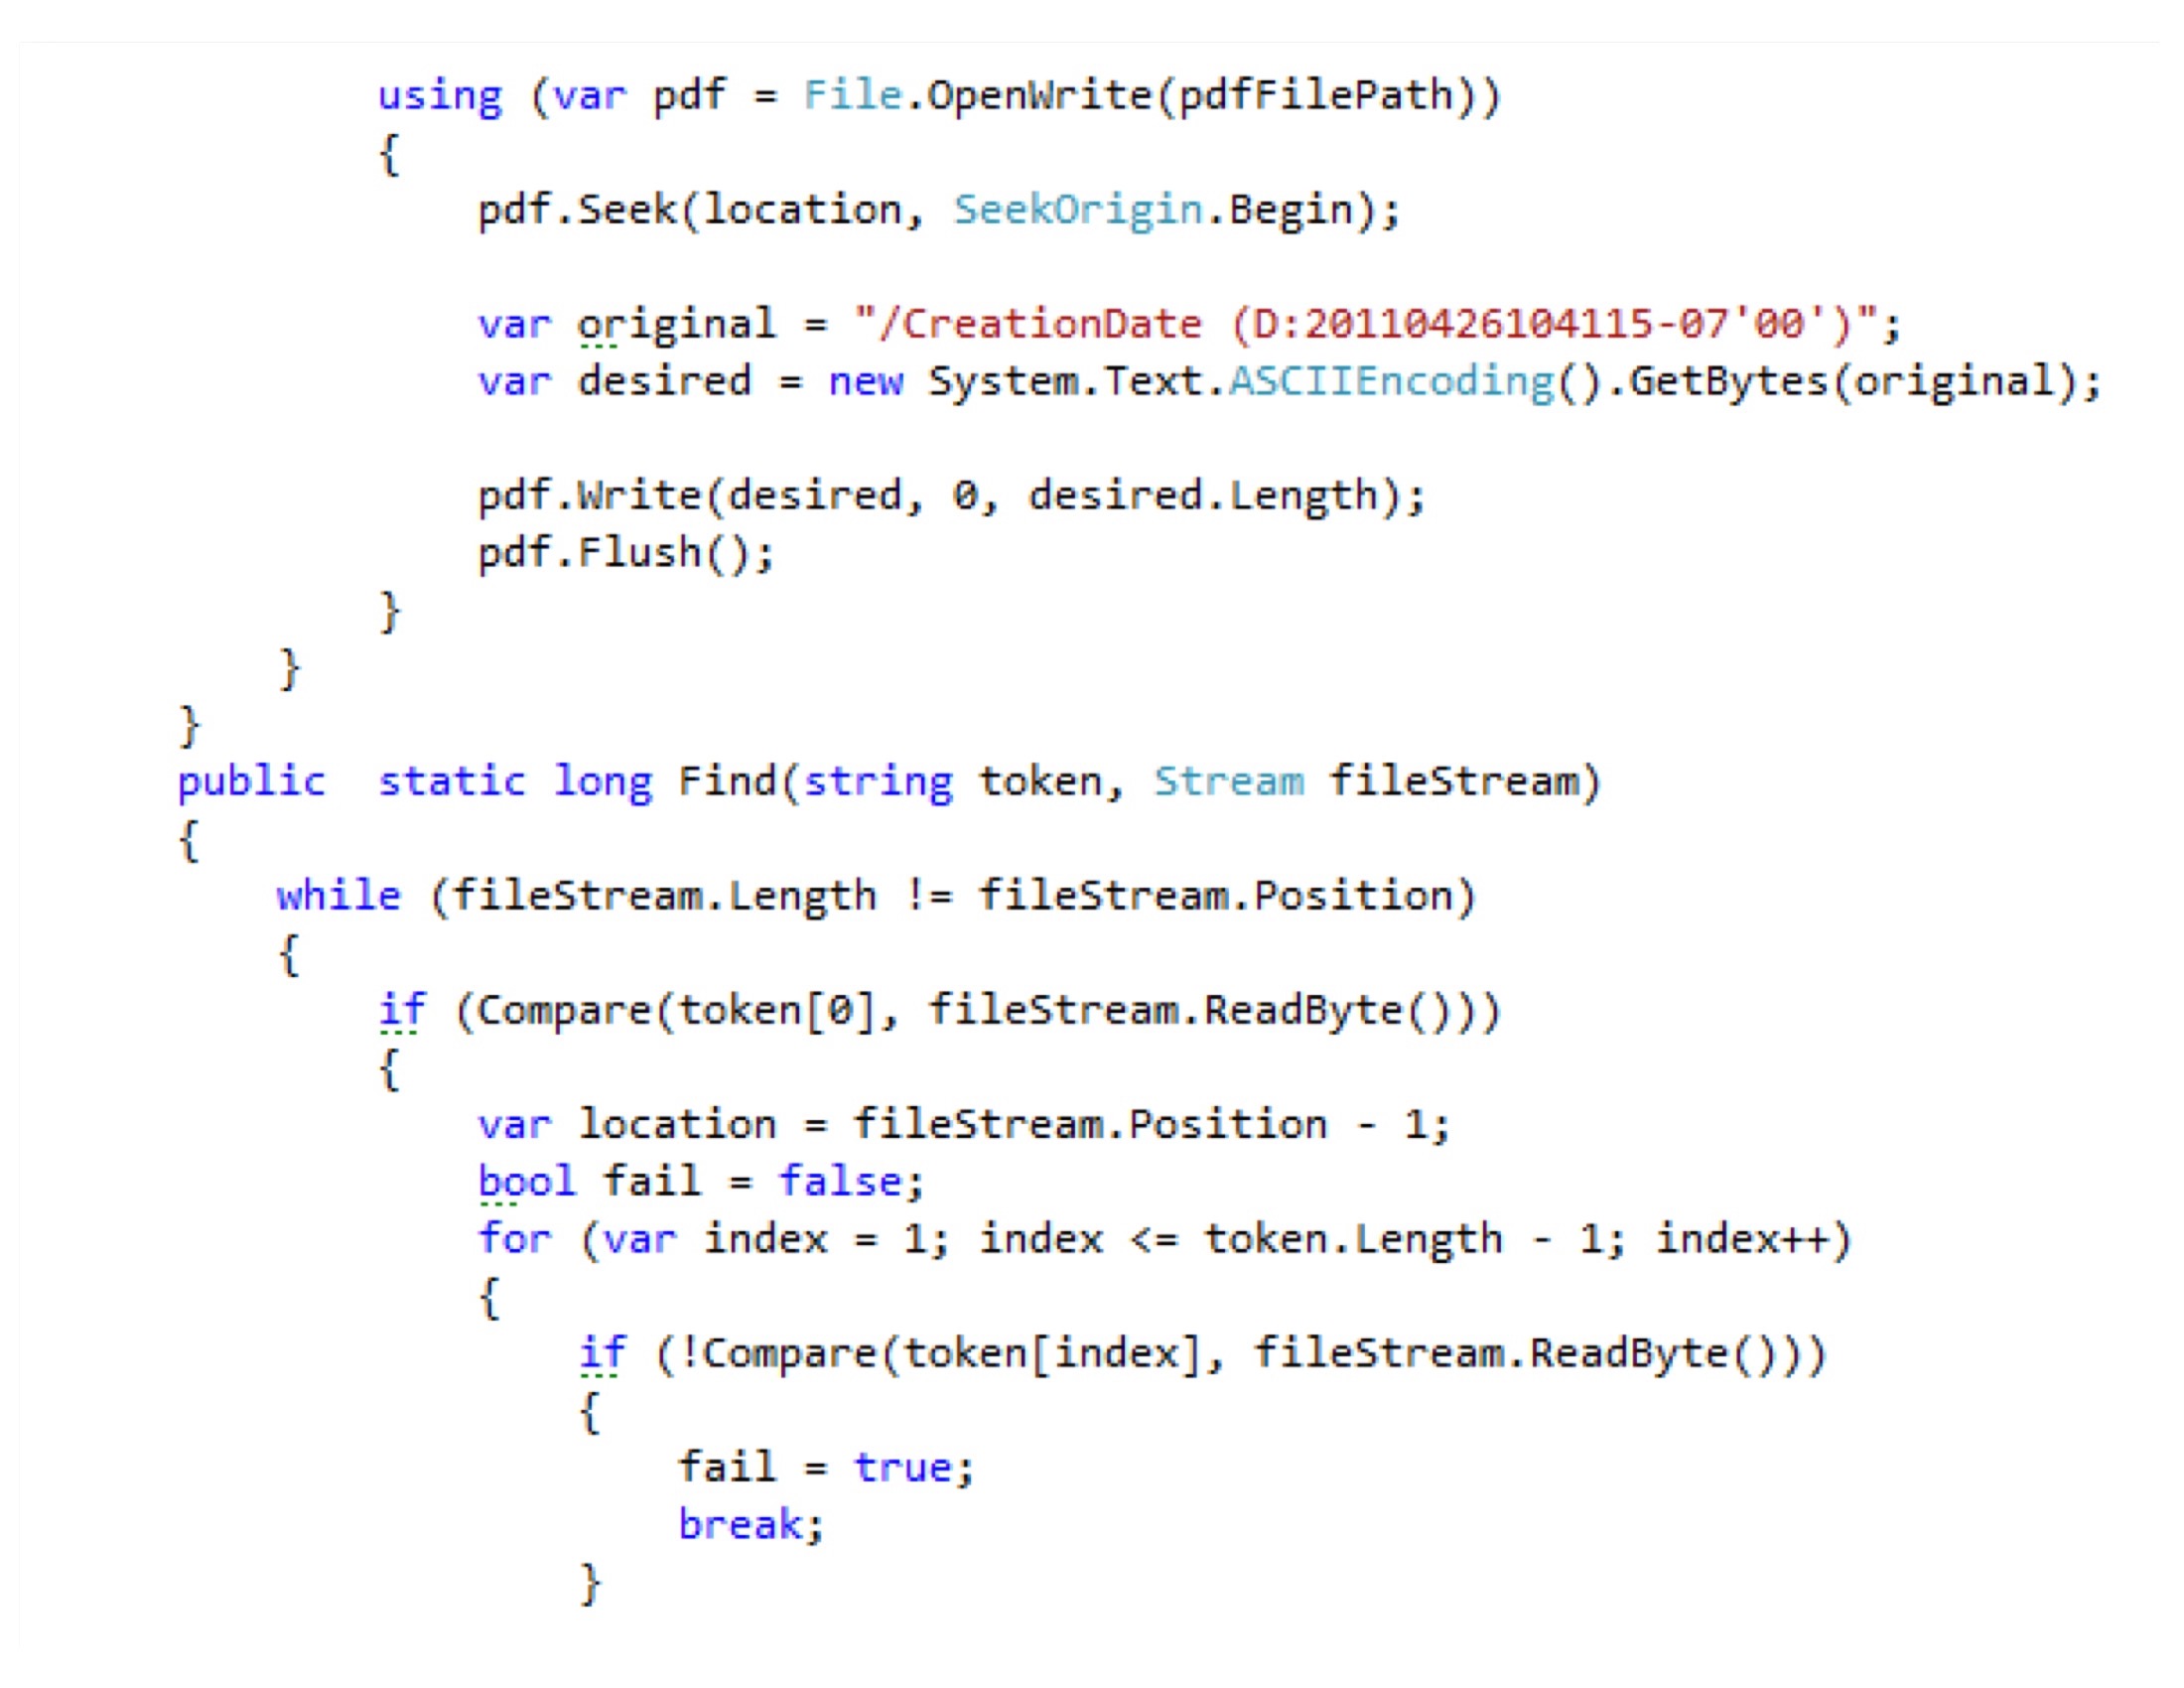 using (var pdf = File.OpenWrite(pdfFilePath))
{
pdf.Seek(location, SeekOrigin.Begin);
var original = "/CreationDate (D:20110426104115-07'00')";
var desired = new System.Text.ASCIIEncoding().GetBytes(original);
pdf.Write(desired, 0, desired.Length);
pdf.Flush();
}
}
}
public  static long Find(string token, Stream fileStream)
{
while (fileStream.Length != fileStream.Position)
{
if (Compare(token[0], fileStream.ReadByte()))
{
var location = fileStream.Position - 1;
bool fail = false;
for (var index = 1; index <= token.Length - 1; index++)
{
if (!Compare(token[index], fileStream.ReadByte()))
{
fail = true;
break;
}